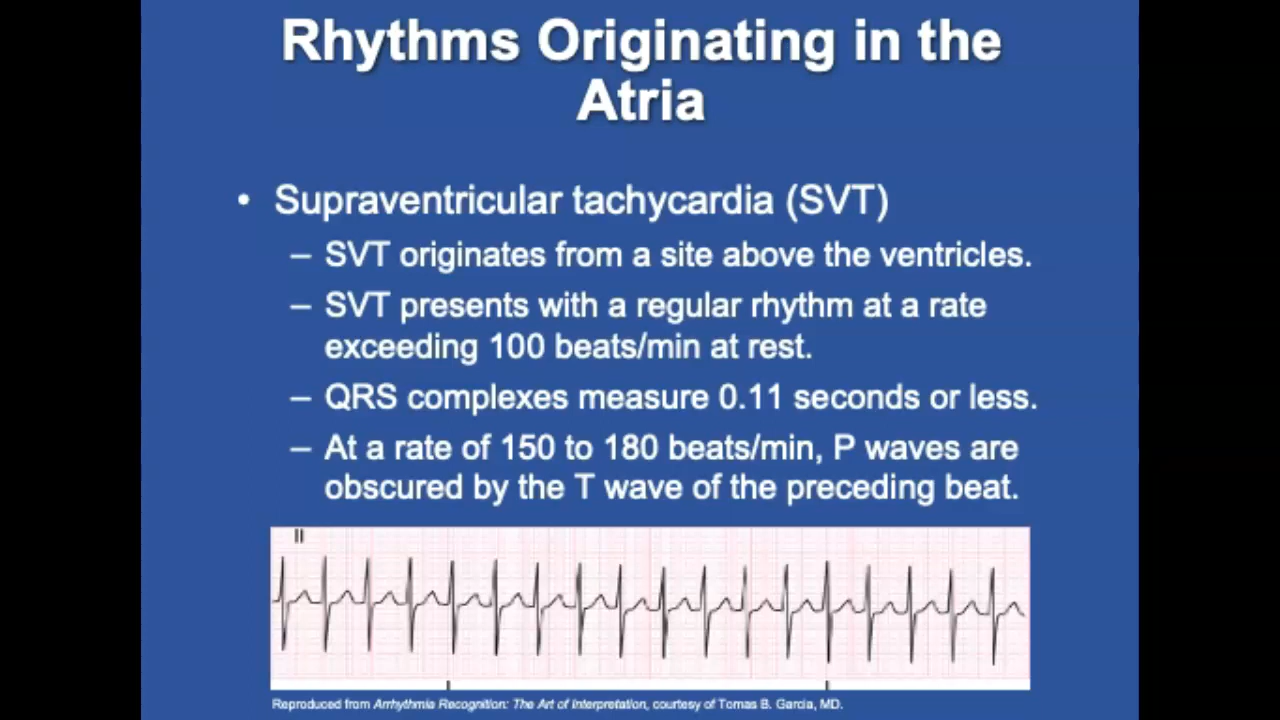 Rhythms Originating in the
Atria
• Supraventricular tachycardia (SVT)
– SVT originates from a site above the ventricles.
– SVT presents with a regular rhythm at a rate
exceeding 100 beats/min at rest.
– QRS complexes measure 0.11 seconds or less.
– At a rate of 150 to 180 beats/min, P waves are
obscured by the T wave of the preceding beat.
II
Reproduced from Arrhythmia Recognition: The Art of Interpretation, courtesy of Tomas B. Garcia, MD.